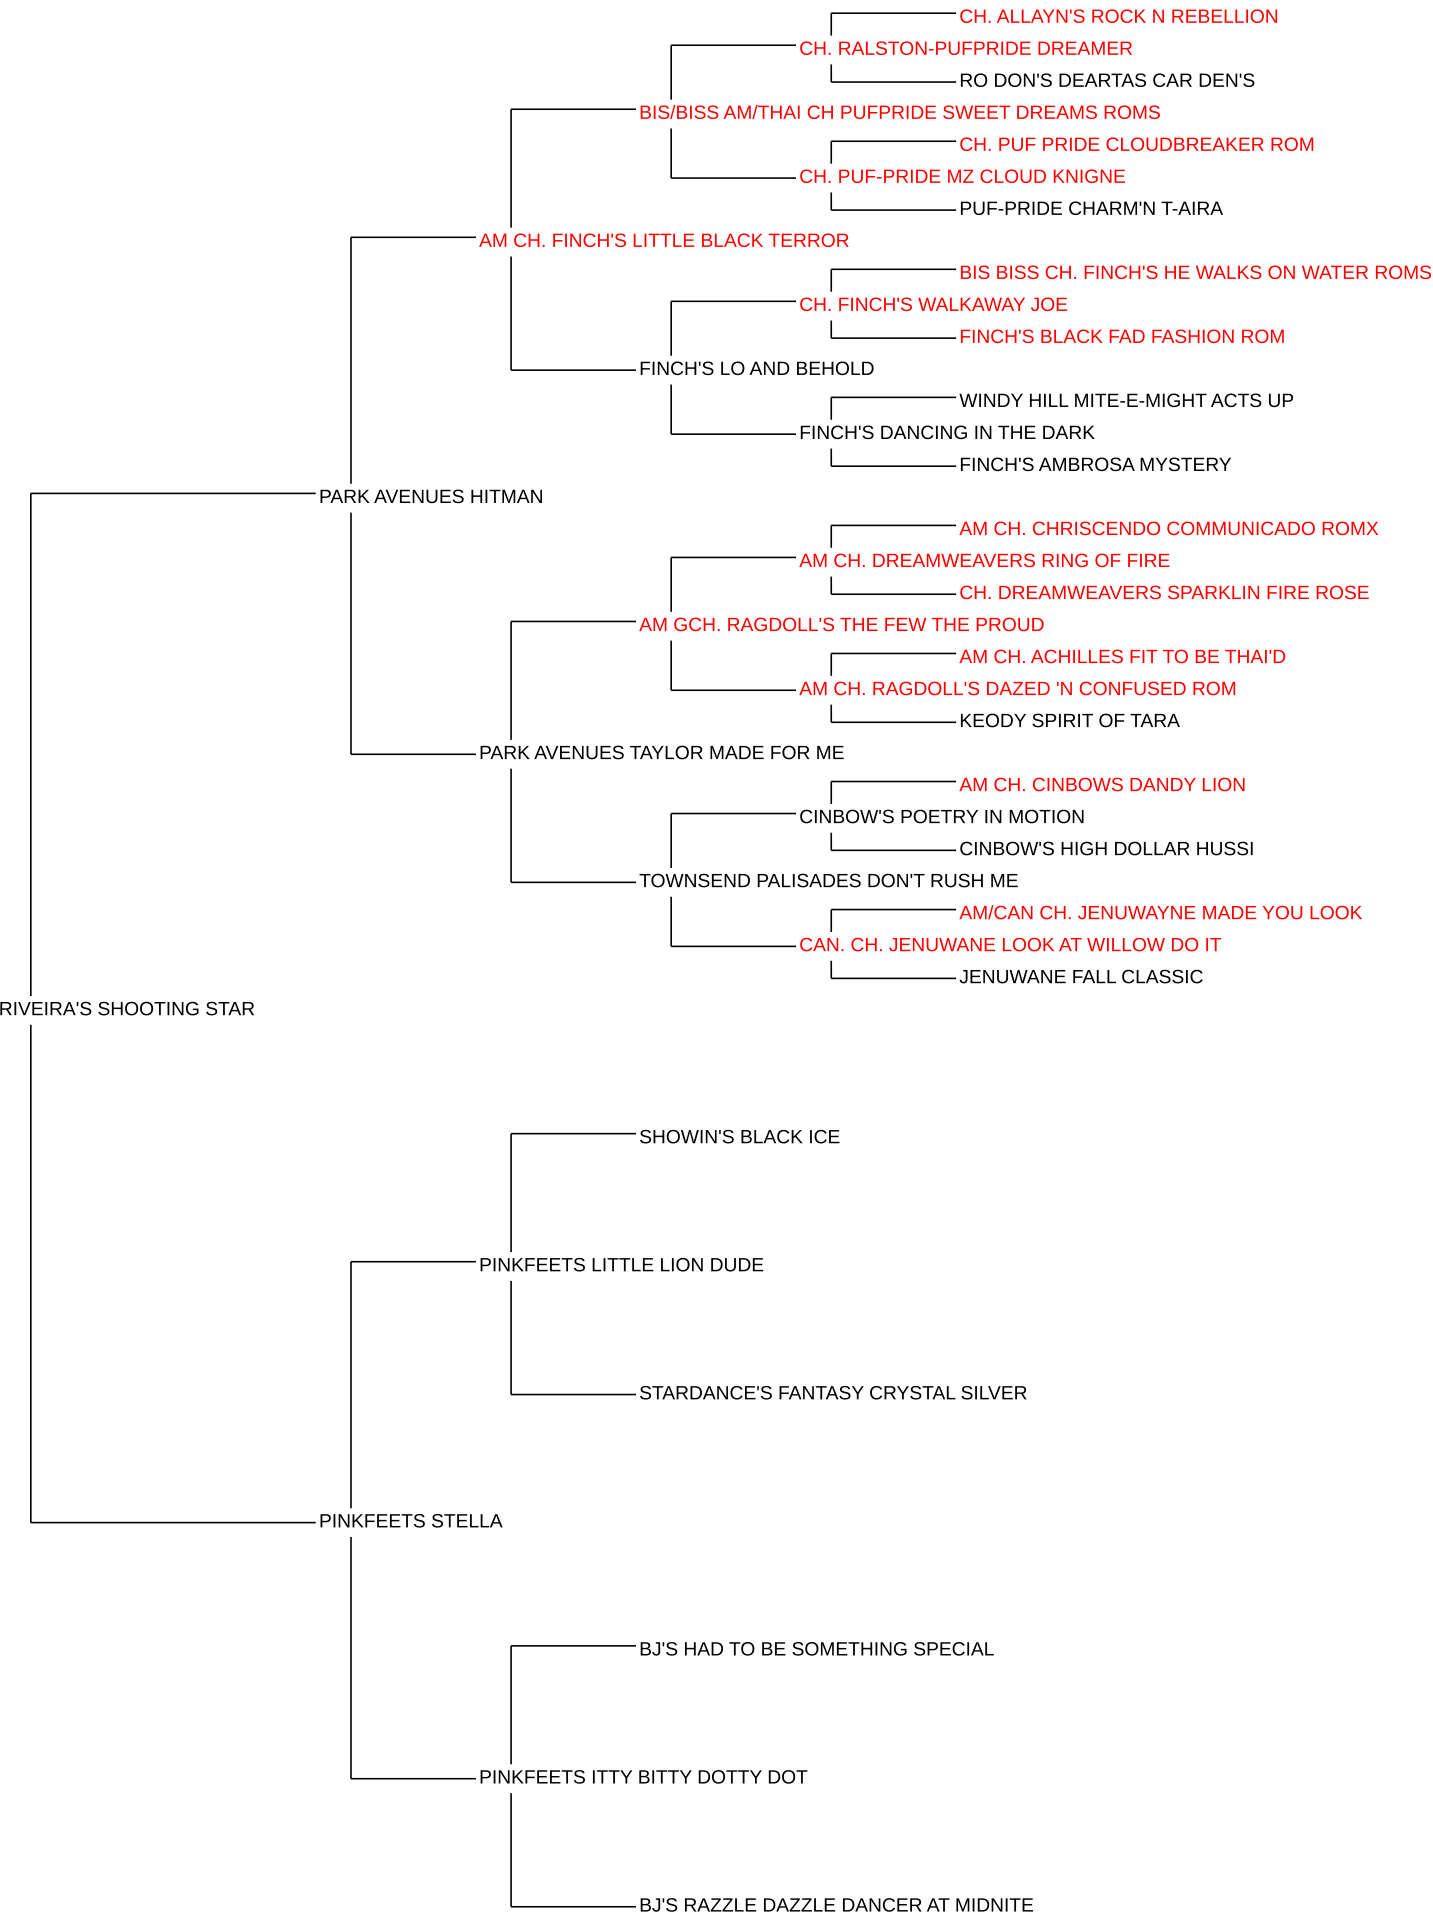 CH. ALLAYN'S ROCK N REBELLION
CH. RALSTON-PUFPRIDE DREAMER
RO DON'S DEARTAS CAR DEN'S
BIS/BISS AM/THAI CH PUFPRIDE SWEET DREAMS ROMS
CH. PUF PRIDE CLOUDBREAKER ROM
CH. PUF-PRIDE MZ CLOUD KNIGNE
PUF-PRIDE CHARM'N T-AIRA
AM CH. FINCH'S LITTLE BLACK TERROR
BIS BISS CH. FINCH'S HE WALKS ON WATER ROMS
CH. FINCH'S WALKAWAY JOE
FINCH'S BLACK FAD FASHION ROM
FINCH'S LO AND BEHOLD
WINDY HILL MITE-E-MIGHT ACTS UP
FINCH'S DANCING IN THE DARK
FINCH'S AMBROSA MYSTERY
PARK AVENUES HITMAN
AM CH. CHRISCENDO COMMUNICADO ROMX
AM CH. DREAMWEAVERS RING OF FIRE
CH. DREAMWEAVERS SPARKLIN FIRE ROSE
AM GCH. RAGDOLL'S THE FEW THE PROUD
AM CH. ACHILLES FIT TO BE THAI'D
AM CH. RAGDOLL'S DAZED 'N CONFUSED ROM
KEODY SPIRIT OF TARA
PARK AVENUES TAYLOR MADE FOR ME
AM CH. CINBOWS DANDY LION
CINBOW'S POETRY IN MOTION
CINBOW'S HIGH DOLLAR HUSSI
TOWNSEND PALISADES DON'T RUSH ME
AM/CAN CH. JENUWAYNE MADE YOU LOOK
CAN. CH. JENUWANE LOOK AT WILLOW DO IT
JENUWANE FALL CLASSIC
RIVEIRA'S SHOOTING STAR
SHOWIN'S BLACK ICE
PINKFEETS LITTLE LION DUDE
STARDANCE'S FANTASY CRYSTAL SILVER
PINKFEETS STELLA
BJ'S HAD TO BE SOMETHING SPECIAL
PINKFEETS ITTY BITTY DOTTY DOT
BJ'S RAZZLE DAZZLE DANCER AT MIDNITE